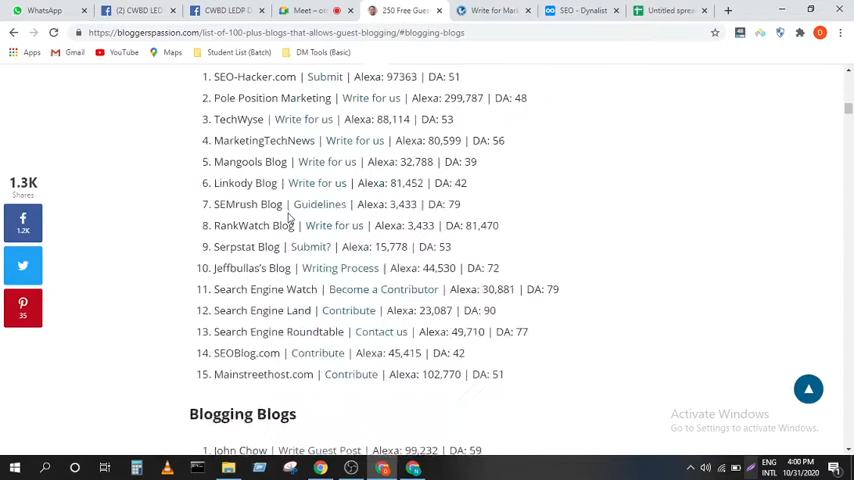 WhatsApp
(2) CWBD LED
CWBD LEDP D
Meet –
250 Free Gues
Write for Mark
SEO - Dynalist
Untitled sprea
bloggerspassion.com/list-of-100-plus-blogs-that-allows-guest-blogging/#blogging-blogs
Apps
Gmail
YouTube
Maps
Student List (Batch)
DM Tools (Basic)
1. SEO-Hacker.com | Submit | Alexa: 97363 | DA: 51
2. Pole Position Marketing | Write for us | Alexa: 299,787 | DA: 48
3. TechWyse | Write for us | Alexa: 88,114 | DA: 53
4. MarketingTechNews | Write for us | Alexa: 80,599 | DA: 56
5. Mangools Blog | Write for us | Alexa: 32,788 | DA: 39
6. Linkody Blog | Write for us | Alexa: 81,452 | DA: 42
7. SEMrush Blog | Guidelines | Alexa: 3,433 | DA: 79
8. RankWatch Blog | Write for us | Alexa: 3,433 | DA: 81,470
9. Serpstat Blog | Submit? | Alexa: 15,778 | DA: 53
10. Jeffbullas's Blog | Writing Process | Alexa: 44,530 | DA: 72
11. Search Engine Watch | Become a Contributor | Alexa: 30,881 | DA: 79
12. Search Engine Land | Contribute | Alexa: 23,087 | DA: 90
13. Search Engine Roundtable | Contact us | Alexa: 49,710 | DA: 77
14. SEOBlog.com | Contribute | Alexa: 45,415 | DA: 42
15. Mainstreethost.com | Contribute | Alexa: 102,770 | DA: 51
Blogging Blogs
1. John Chow | Write Guest Post | Alexa: 99,232 | DA: 59
1.3K
Shares
1.2K
35
Activate Windows
Go to Settings to activate Windows.
ENG
INTL
4:00 PM
10/31/2020